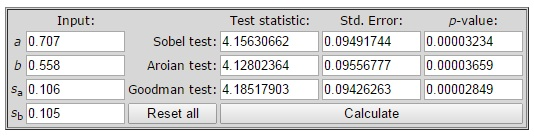 Input: Test statistic: Std. Error: p-value:
a 0.707 Sobel test: 4.15630662 0.09491744 0.00003234
b 0.558 Aroian test: 4.12802364 0.09556777 0.00003659
sa 0.106 Goodman test: 4.18517903 0.09426263 0.00002849
sb 0.105 Reset all Calculate